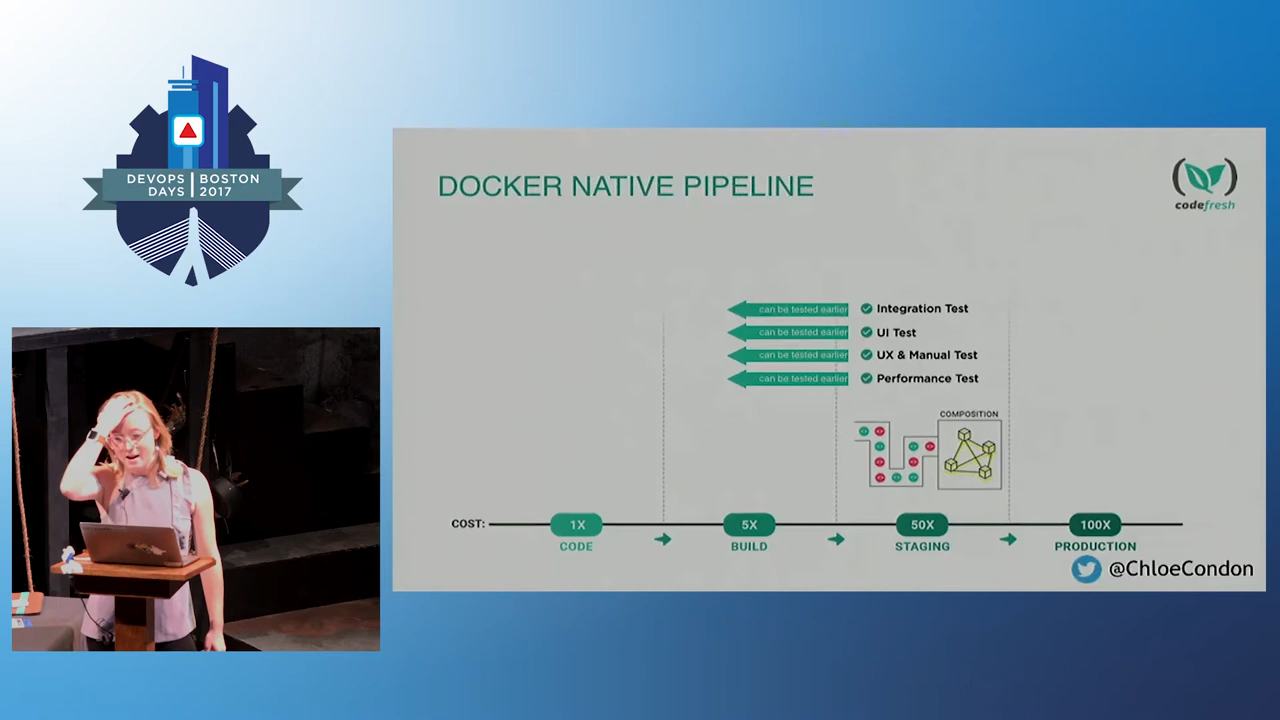 DEVOPS BOSTON
DAYS 2017
DOCKER NATIVE PIPELINE
codefresh
can be tested earlier Integration Test
can be tested earlier UI Test
can be tested earlier UX & Manual Test
can be tested earlier Performance Test
COMPOSITION
COST: 1X 5X 50X 100X
CODE BUILD STAGING PRODUCTION
@ChloeCondon